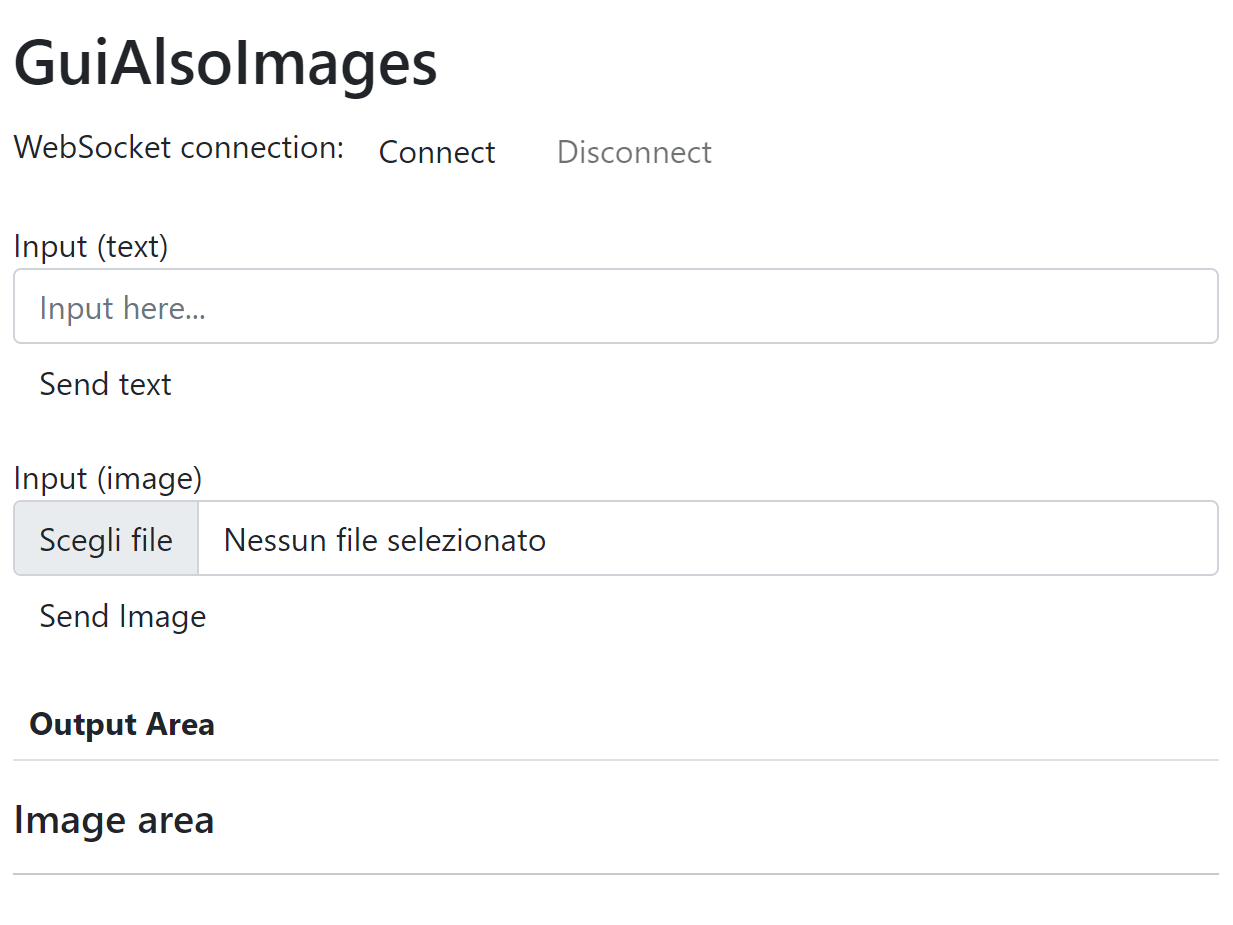 GuiAlsoImages
WebSocket connection: Connect Disconnect
Input (text)
Input here...
Send text
Input (image)
Scegli file Nessun file selezionato
Send Image
Output Area
Image area